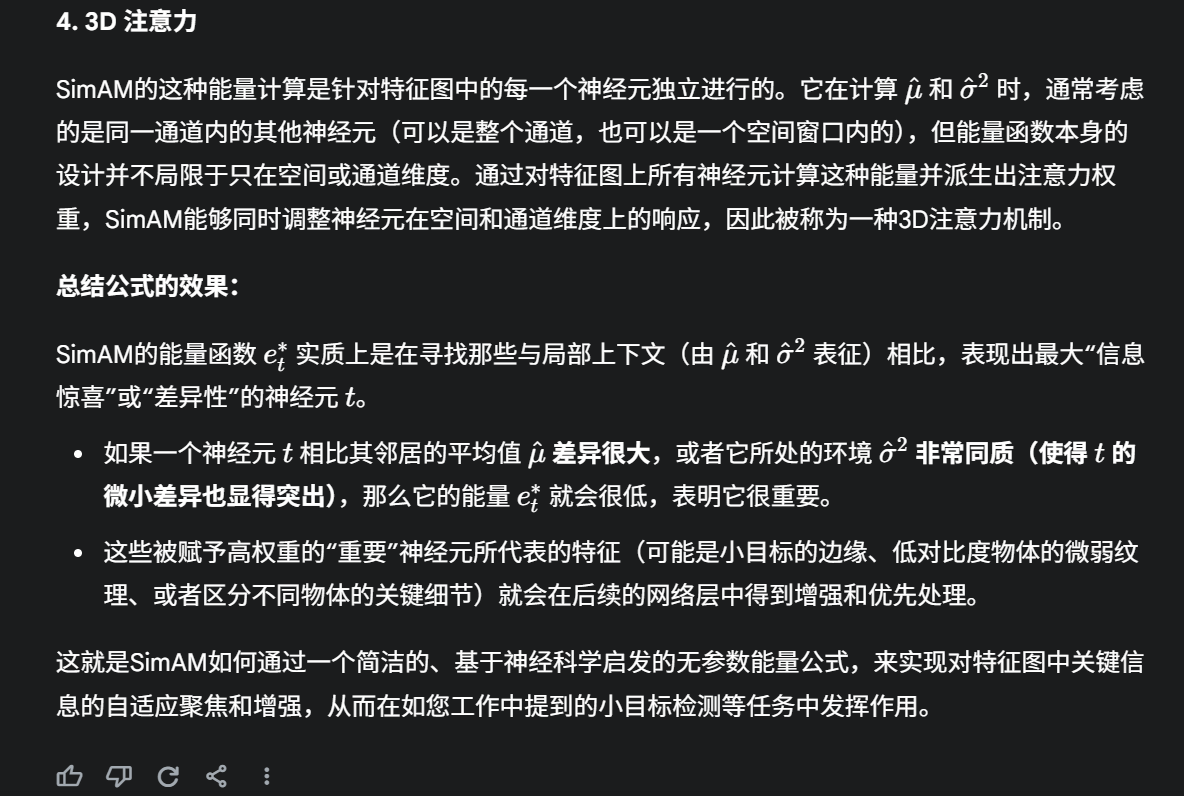 4. 3D 注意力
SimAM的这种能量计算是针对特征图中的每一个神经元独立进行的。它在计算 μ̂ 和 σ̂² 时，通常考虑
的是同一通道内的其他神经元（可以是整个通道，也可以是一个空间窗口内的），但能量函数本身的
设计并不局限于只在空间或通道维度。通过对特征图上所有神经元计算这种能量并派生出注意力权
重，SimAM能够同时调整神经元在空间和通道维度上的响应，因此被称为一种3D注意力机制。
总结公式的效果：
SimAM的能量函数 e_t^* 实质上是在寻找那些与局部上下文（由 μ̂ 和 σ̂² 表征）相比，表现出最大“信息
惊喜”或“差异性”的神经元 t。
• 如果一个神经元 t 相比其邻居的平均值 μ̂ 差异很大，或者它所处的环境 σ̂² 非常同质（使得 t 的
微小差异也显得突出），那么它的能量 e_t^* 就会很低，表明它很重要。
• 这些被赋予高权重的“重要”神经元所代表的特征（可能是小目标的边缘、低对比度物体的微弱纹
理、或者区分不同物体的关键细节）就会在后续的网络层中得到增强和优先处理。
这就是SimAM如何通过一个简洁的、基于神经科学启发的无参数能量公式，来实现对特征图中关键信
息的自适应聚焦和增强，从而在如您工作中提到的小目标检测等任务中发挥作用。